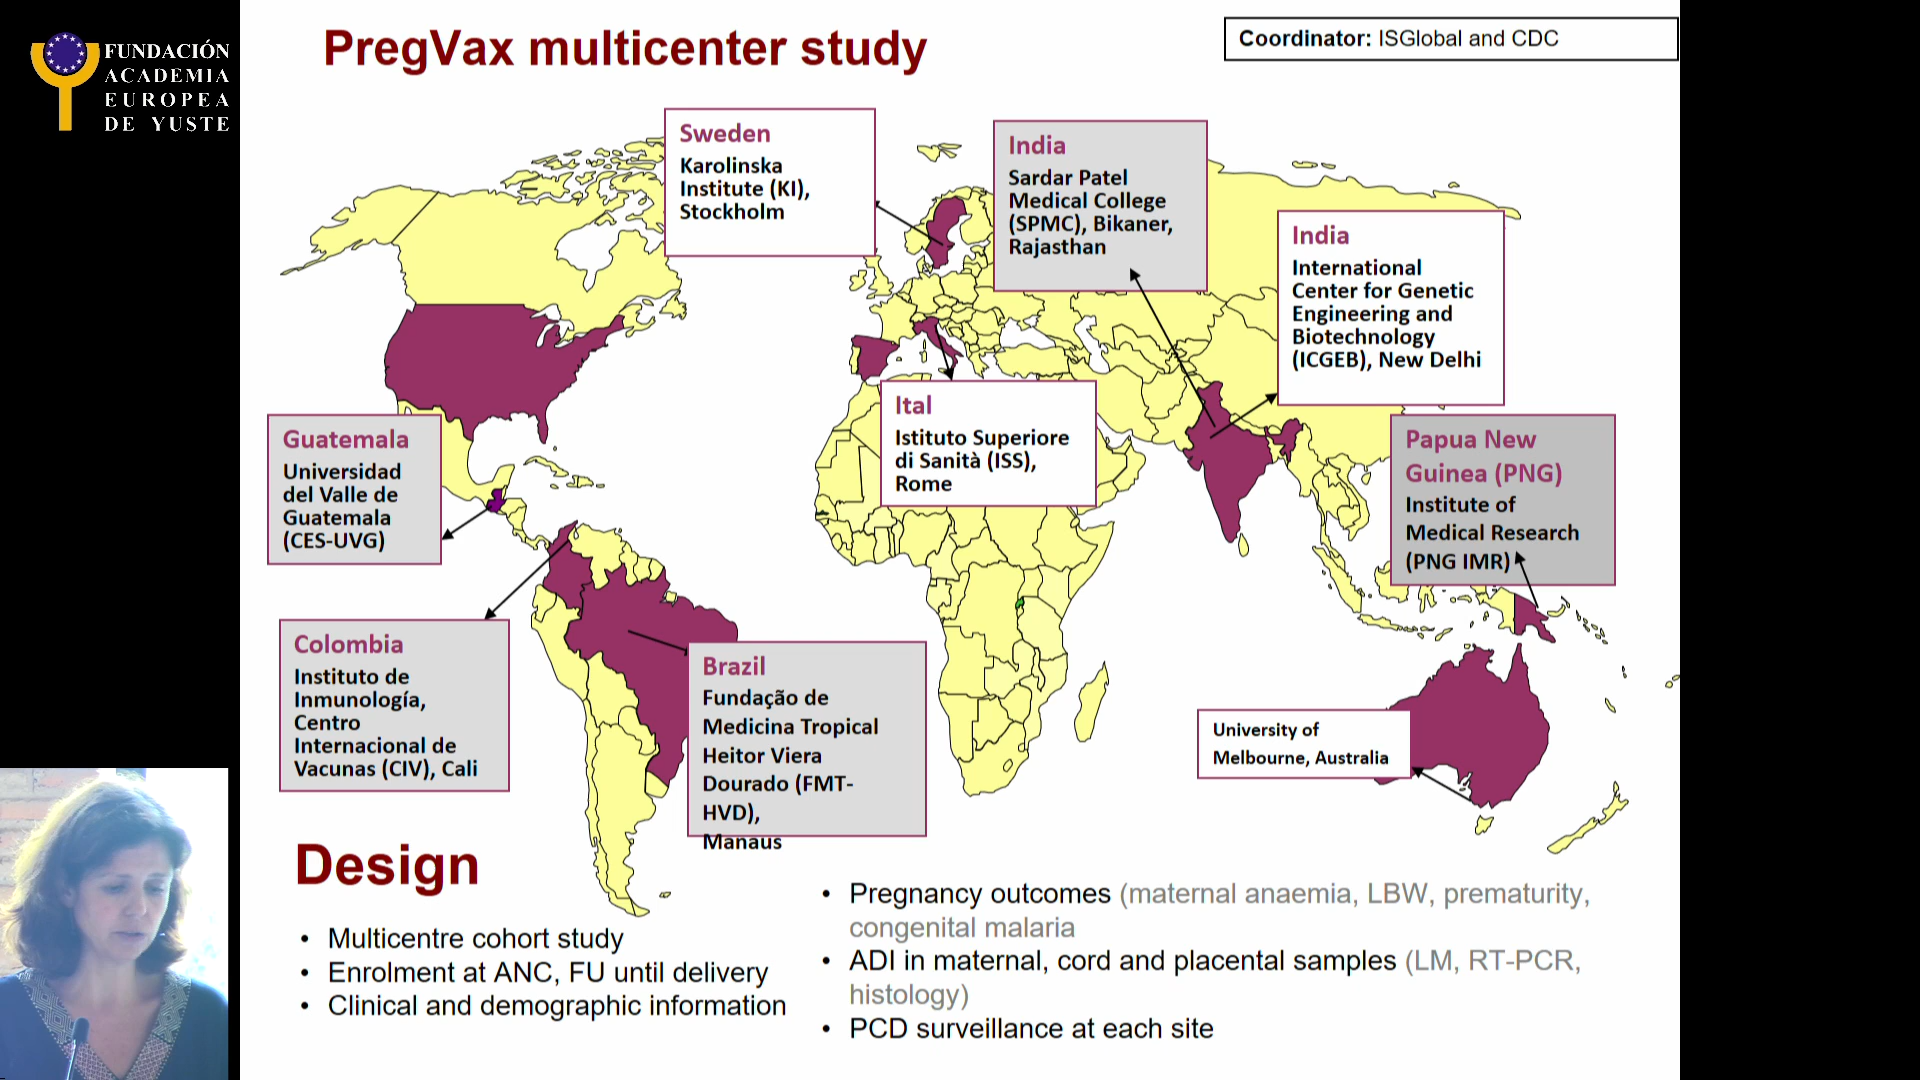 FUNDACIÓN
ACADEMIA
EUROPEA
DE YUSTE
PregVax multicenter study
Coordinator: ISGlobal and CDC
Sweden
Karolinska
Institute (KI),
Stockholm
India
Sardar Patel
Medical College
(SPMC), Bikaner,
Rajasthan
India
International
Center for Genetic
Engineering and
Biotechnology
(ICGEB), New Delhi
Ital
Istituto Superiore
di Sanità (ISS),
Rome
Guatemala
Universidad
del Valle de
Guatemala
(CES-UVG)
Papua New
Guinea (PNG)
Institute of
Medical Research
(PNG IMR)
Colombia
Instituto de
Inmunología,
Centro
Internacional de
Vacunas (CIV), Cali
Brazil
Fundação de
Medicina Tropical
Heitor Viera
Dourado (FMT-
HVD),
Manaus
University of
Melbourne, Australia
Design
• Multicentre cohort study
• Enrolment at ANC, FU until delivery
• Clinical and demographic information
• Pregnancy outcomes (maternal anaemia, LBW, prematurity,
congenital malaria
• ADI in maternal, cord and placental samples (LM, RT-PCR,
histology)
• PCD surveillance at each site